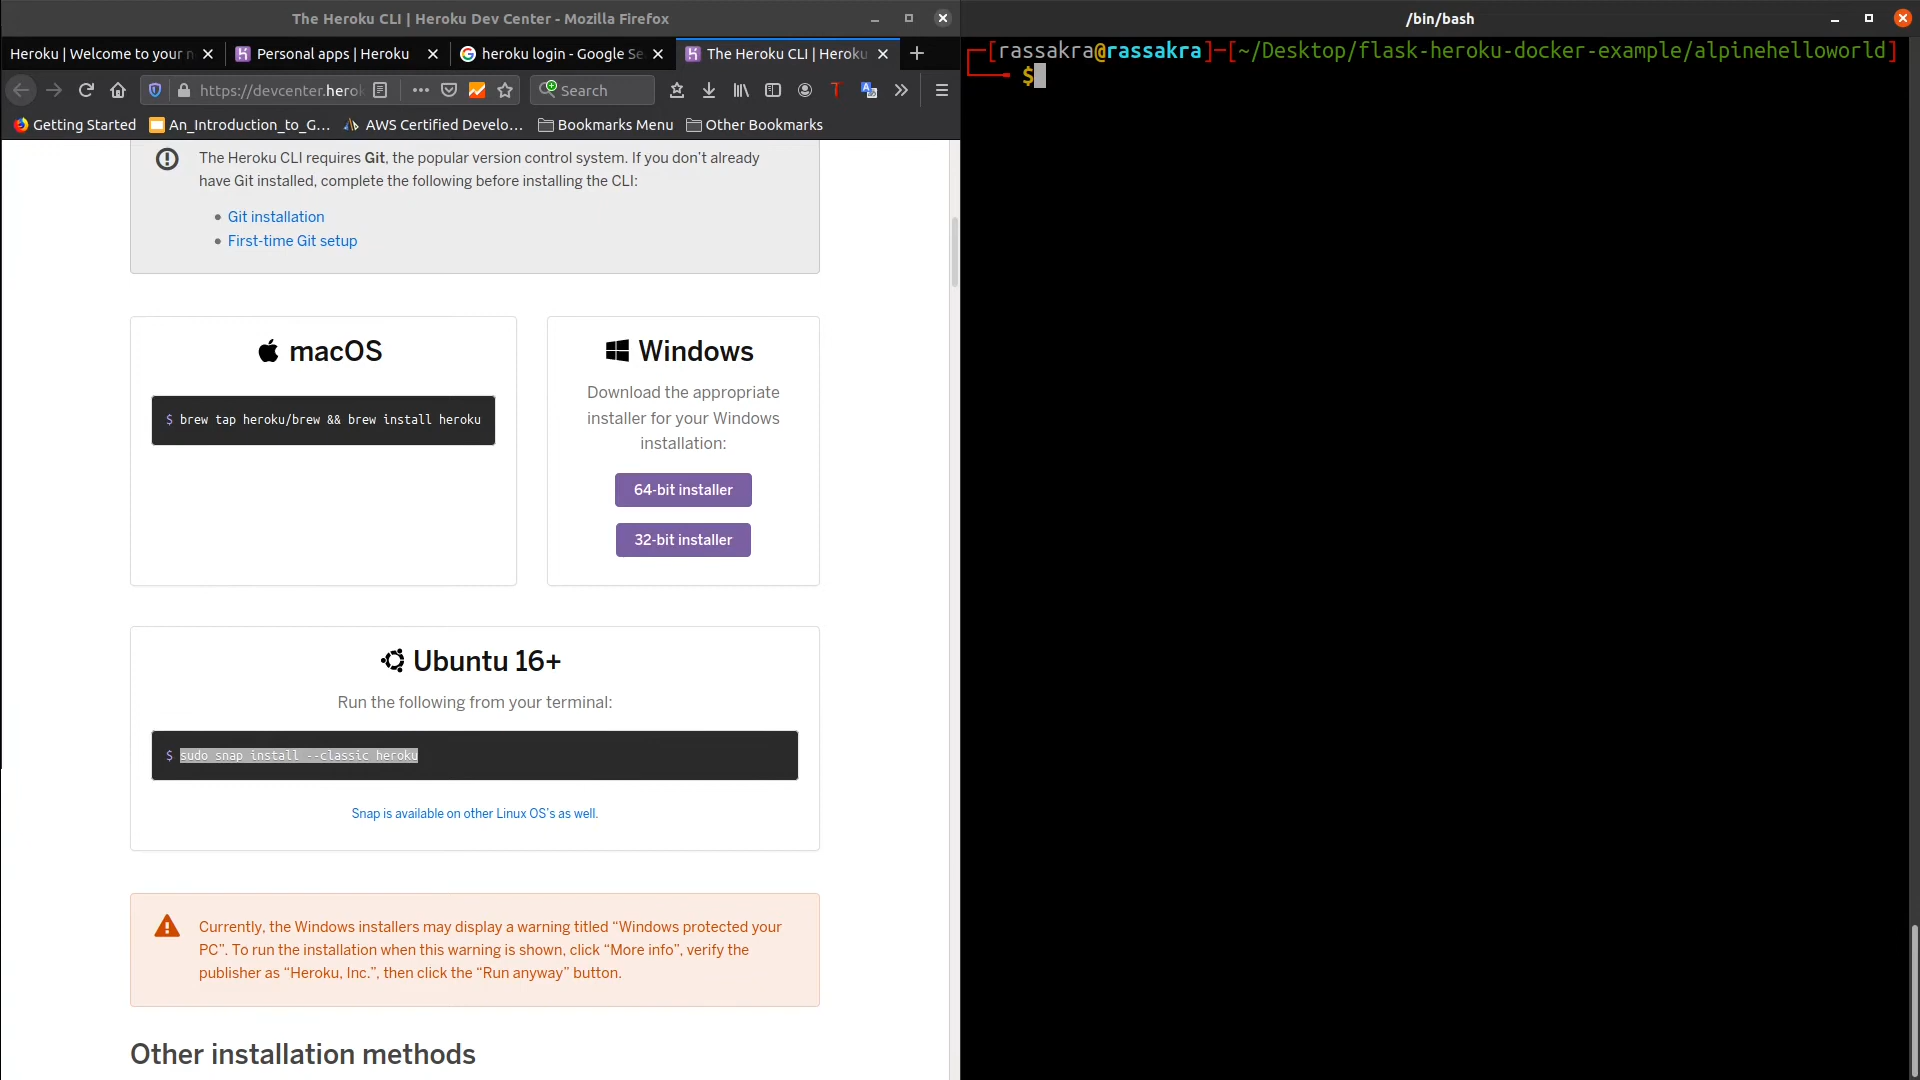 The Heroku CLI | Heroku Dev Center - Mozilla Firefox
/bin/bash
Heroku | Welcome to your n
Personal apps | Heroku
heroku login - Google Se
The Heroku CLI | Heroku
https://devcenter.herok
Search
Getting Started
An_Introduction_to_G...
AWS Certified Develo...
Bookmarks Menu
Other Bookmarks
The Heroku CLI requires Git, the popular version control system. If you don't already
have Git installed, complete the following before installing the CLI:
Git installation
First-time Git setup
macOS
$ brew tap heroku/brew && brew install heroku
Windows
Download the appropriate
installer for your Windows
installation:
64-bit installer
32-bit installer
Ubuntu 16+
Run the following from your terminal:
$ sudo snap install --classic heroku
Snap is available on other Linux OS's as well.
Currently, the Windows installers may display a warning titled “Windows protected your
PC”. To run the installation when this warning is shown, click “More info”, verify the
publisher as “Heroku, Inc.”, then click the “Run anyway” button.
Other installation methods
[rassakra@rassakra]─[~/Desktop/flask-heroku-docker-example/alpinehelloworld]
$